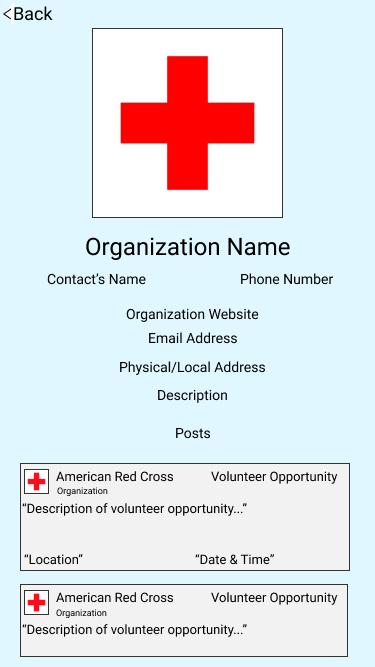 <Back
Organization Name
Contact's Name Phone Number
Organization Website
Email Address
Physical/Local Address
Description
Posts
American Red Cross Volunteer Opportunity
Organization
“Description of volunteer opportunity...”
“Location” “Date & Time”
American Red Cross Volunteer Opportunity
Organization
“Description of volunteer opportunity...”